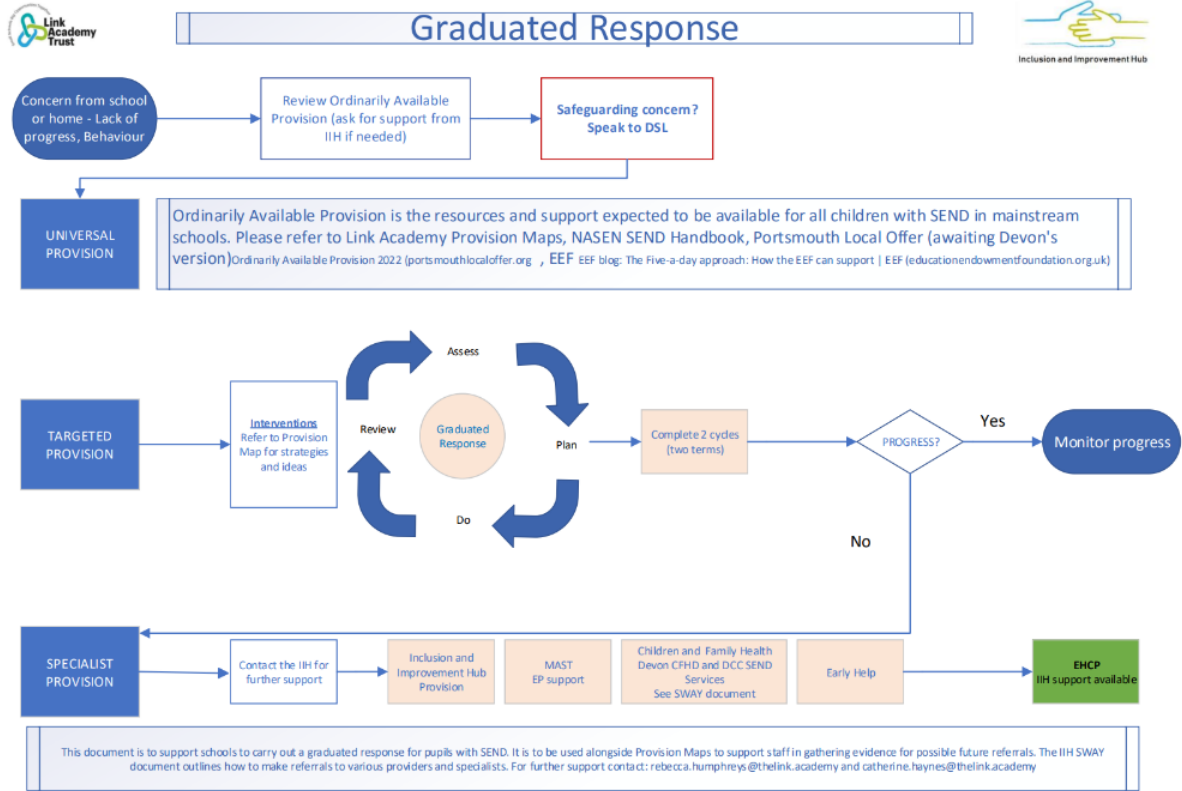 Link
Academy
Trust
Graduated Response
Inclusion and Improvement Hub
Concern from school
or home - Lack of
progress, Behaviour
Review Ordinarily Available
Provision (ask for support from
IIH if needed)
Safeguarding concern?
Speak to DSL
UNIVERSAL
PROVISION
Ordinarily Available Provision is the resources and support expected to be available for all children with SEND in mainstream
schools. Please refer to Link Academy Provision Maps, NASEN SEND Handbook, Portsmouth Local Offer (awaiting Devon's
version)Ordinarily Available Provision 2022 (portsmouthlocaloffer.org , EEF EEF blog: The Five-a-day approach: How the EEF can support | EEF (educationendowmentfoundation.org.uk)
TARGETED
PROVISION
Interventions
Refer to Provision
Map for strategies
and ideas
Assess
Review
Graduated
Response
Plan
Do
Complete 2 cycles
(two terms)
PROGRESS?
Yes
Monitor progress
No
SPECIALIST
PROVISION
Contact the IIH for
further support
Inclusion and
Improvement Hub
Provision
MAST
EP support
Children and Family Health
Devon CFHD and DCC SEND
Services
See SWAY document
Early Help
EHCP
IIH support available
This document is to support schools to carry out a graduated response for pupils with SEND. It is to be used alongside Provision Maps to support staff in gathering evidence for possible future referrals. The IIH SWAY
document outlines how to make referrals to various providers and specialists. For further support contact: rebecca.humphreys@thelink.academy and catherine.haynes@thelink.academy